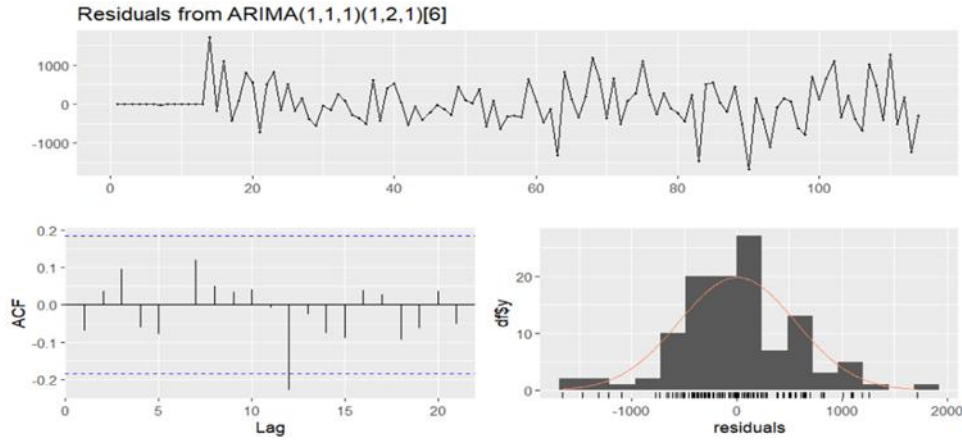 Residuals from ARIMA(1,1,1)(1,2,1)[6]
1000
0
-1000
0 20 40 60 80 100
0.2
0.1
0.0
-0.1
-0.2
ACF
0 5 10 15 20
Lag
df$y
20
10
0
-1000 0 1000 2000
residuals